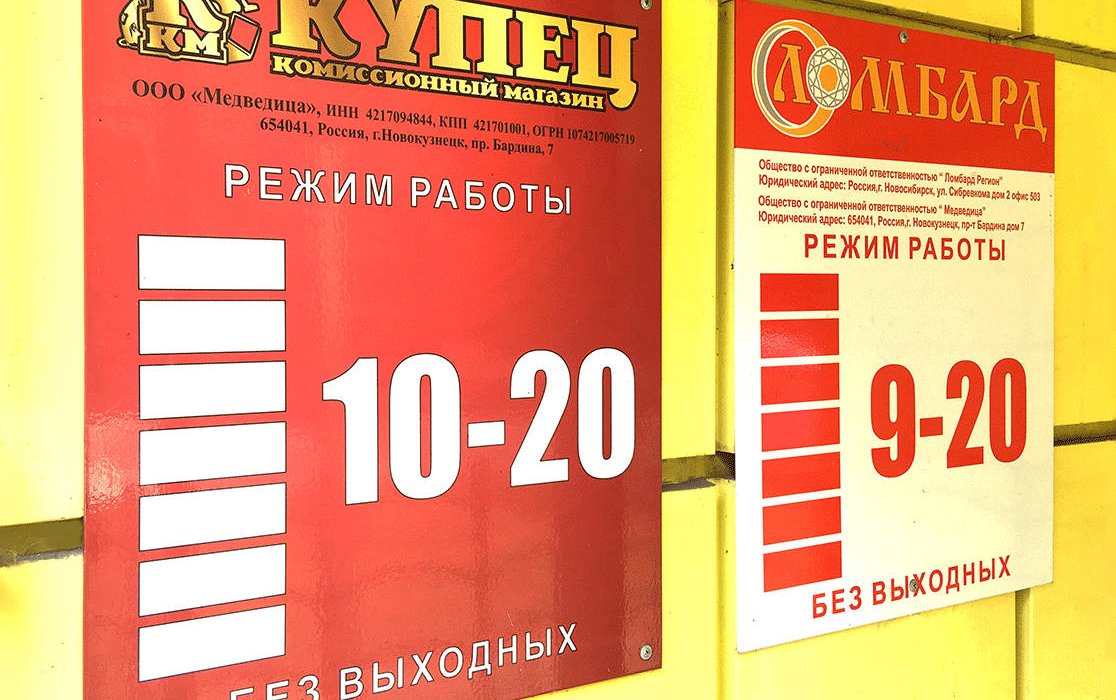 К
КМ
КУПЕЦ
комиссионный магазин
ООО «Медведица», ИНН 4217094844, КПП 421701001, ОГРН 1074217005719
654041, Россия, г.Новокузнецк, пр. Бардина, 7
РЕЖИМ РАБОТЫ
10-20
БЕЗ ВЫХОДНЫХ
ЛОМБАРД
Общество с ограниченной ответственностью " Ломбард Регион"
Юридический адрес: Россия,г. Новосибирск, ул. Сибревкома дом 2 офис 503
Общество с ограниченной ответственностью " Медведица"
Юридический адрес: 654041, Россия,г. Новокузнецк, пр-т Бардина дом 7
РЕЖИМ РАБОТЫ
9-20
БЕЗ ВЫХОДНЫХ